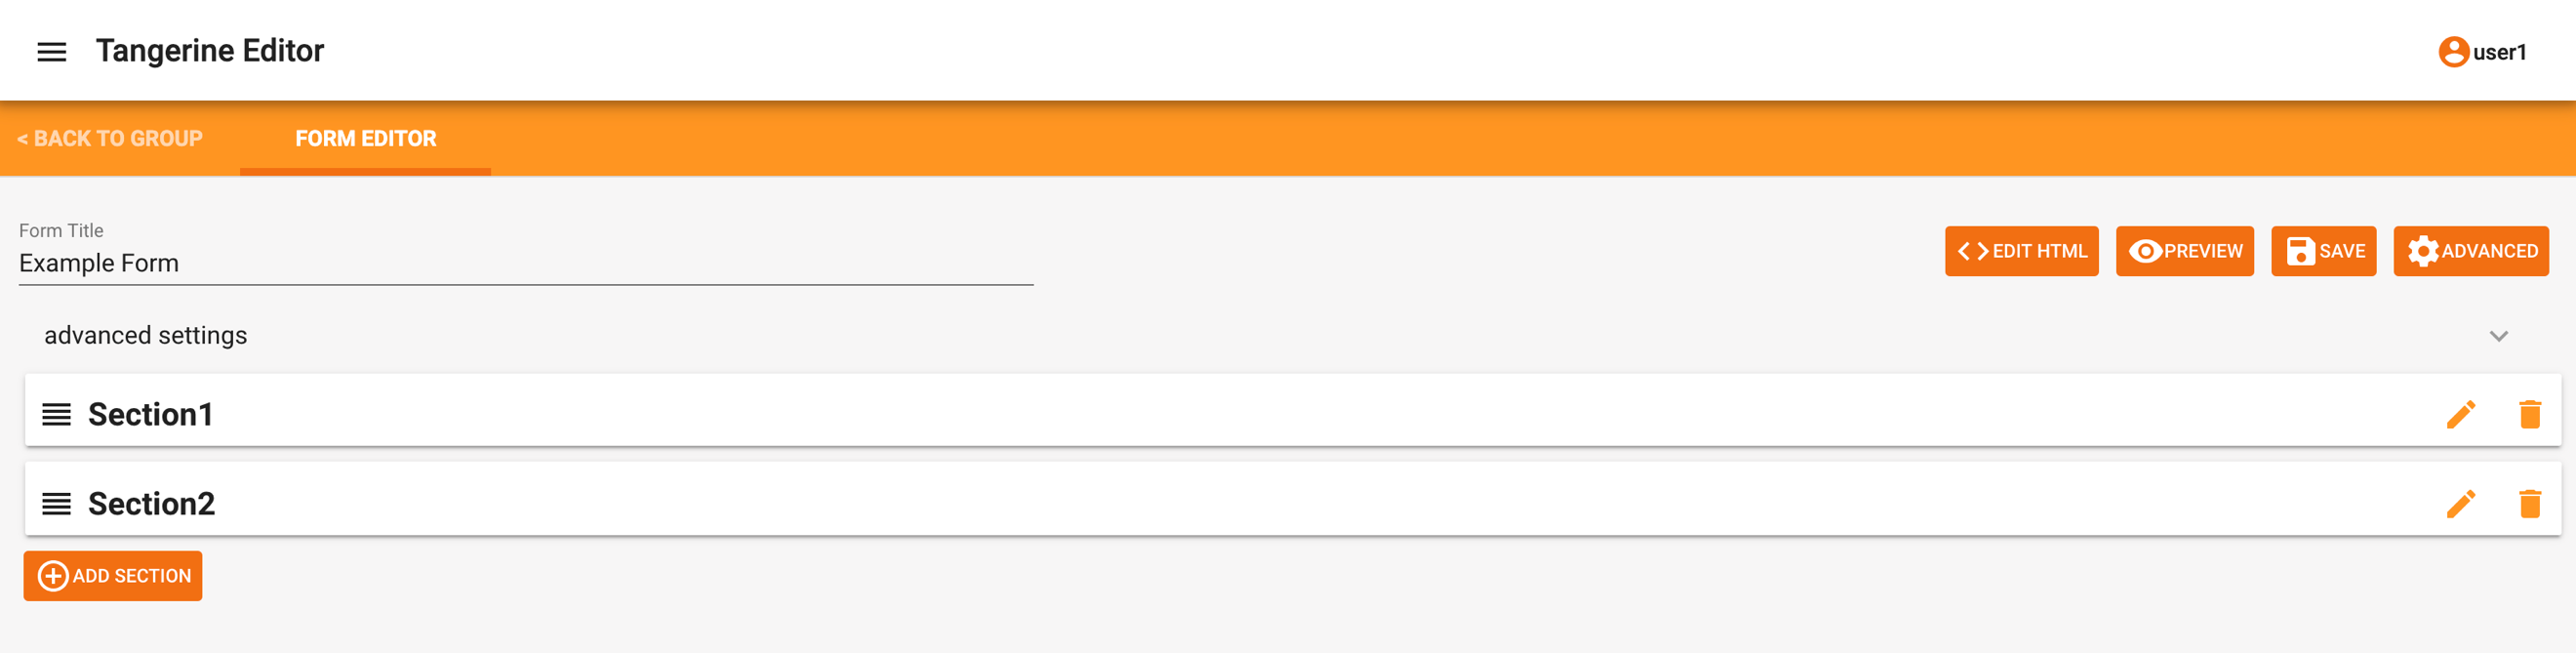 Tangerine Editor
user1
< BACK TO GROUP
FORM EDITOR
Form Title
Example Form
EDIT HTML
PREVIEW
SAVE
ADVANCED
advanced settings
Section1
Section2
ADD SECTION